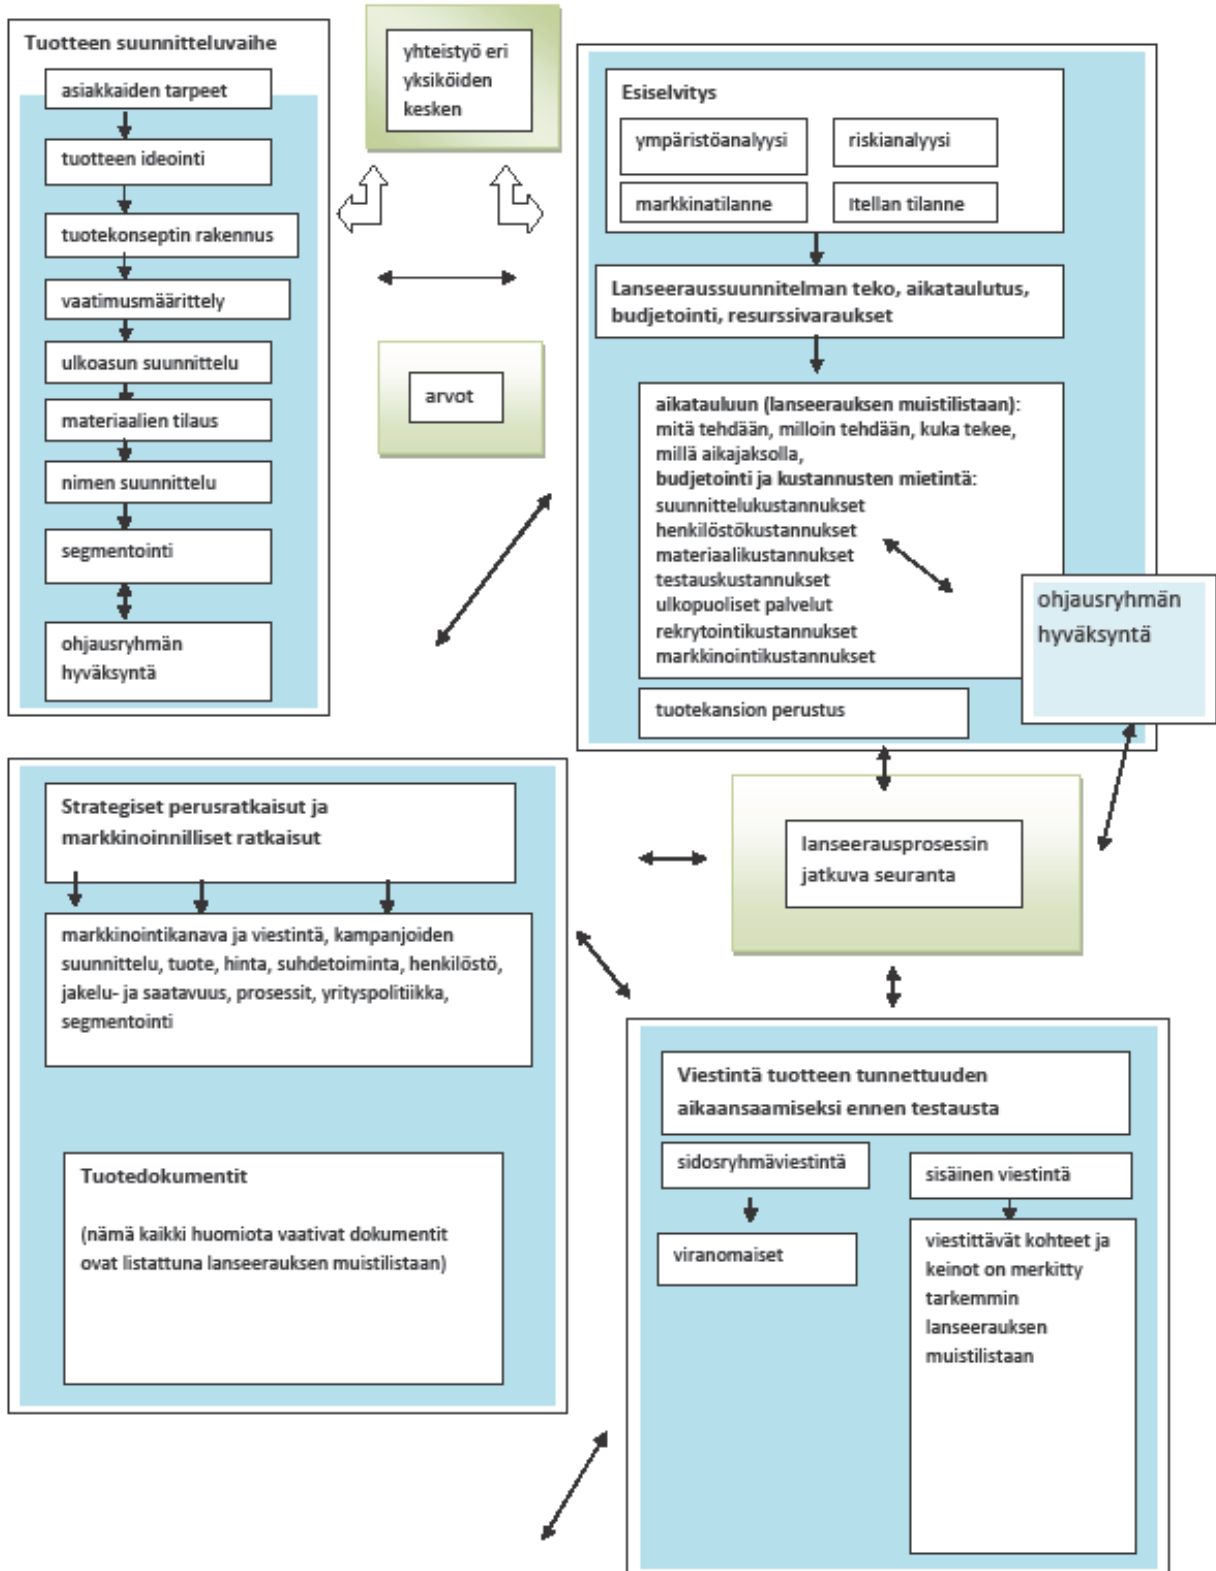 Tuotteen suunnitteluvaihe
asiakkaiden tarpeet
tuotteen ideointi
tuotekonseptin rakennus
vaatimusmäärittely
ulkoasun suunnittelu
materiaalien tilaus
nimen suunnittelu
segmentointi
ohjausryhmän
hyväksyntä
yhteistyö eri
yksiköiden
kesken
arvot
Esiselvitys
ympäristöanalyysi
riskianalyysi
markkinatilanne
Itellan tilanne
Lanseeraussuunnitelman teko, aikataulutus,
budjetointi, resurssivaraukset
aikatauluun (lanseerauksen muistilistaan):
mitä tehdään, milloin tehdään, kuka tekee,
millä aikajaksolla,
budjetointi ja kustannusten mietintä:
suunnittelukustannukset
henkilöstökustannukset
materiaalikustannukset
testauskustannukset
ulkopuoliset palvelut
rekrytointikustannukset
markkinointikustannukset
ohjausryhmän
hyväksyntä
tuotekansion perustus
Strategiset perusratkaisut ja
markkinoinnilliset ratkaisut
markkinointikanava ja viestintä, kampanjoiden
suunnittelu, tuote, hinta, suhdetoiminta, henkilöstö,
jakelu- ja saatavuus, prosessit, yrityspolitiikka,
segmentointi
Tuotedokumentit
(nämä kaikki huomiota vaativat dokumentit
ovat listattuna lanseerauksen muistilistaan)
lanseerausprosessin
jatkuva seuranta
Viestintä tuotteen tunnettuuden
aikaansaamiseksi ennen testausta
sidosryhmäviestintä
viranomaiset
sisäinen viestintä
viestittävät kohteet ja
keinot on merkitty
tarkemmin
lanseerauksen
muistilistaan